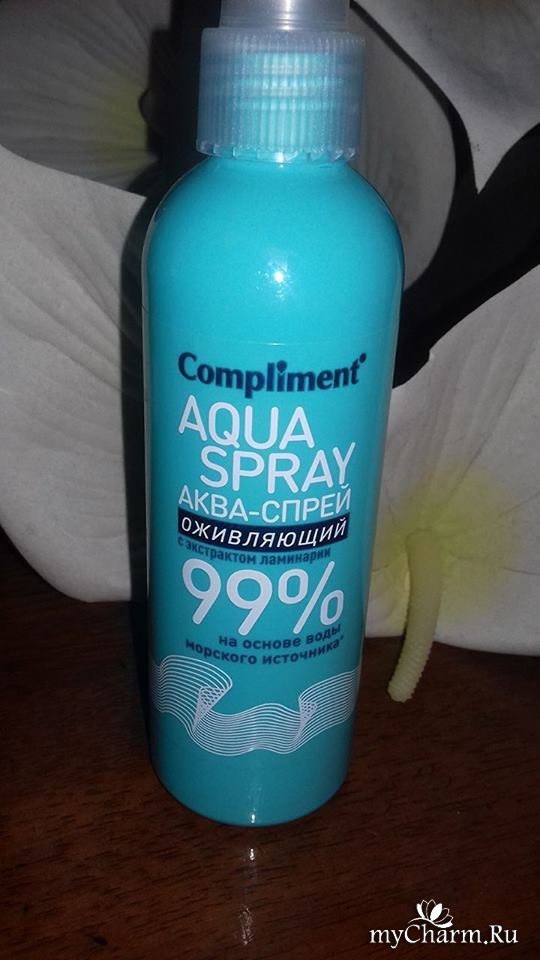 Compliment
AQUA
SPRAY
АКВА-СПРЕЙ
оживляющий
с экстрактом ламинарии
99%
на основе воды
морского источника*
myCharm.Ru